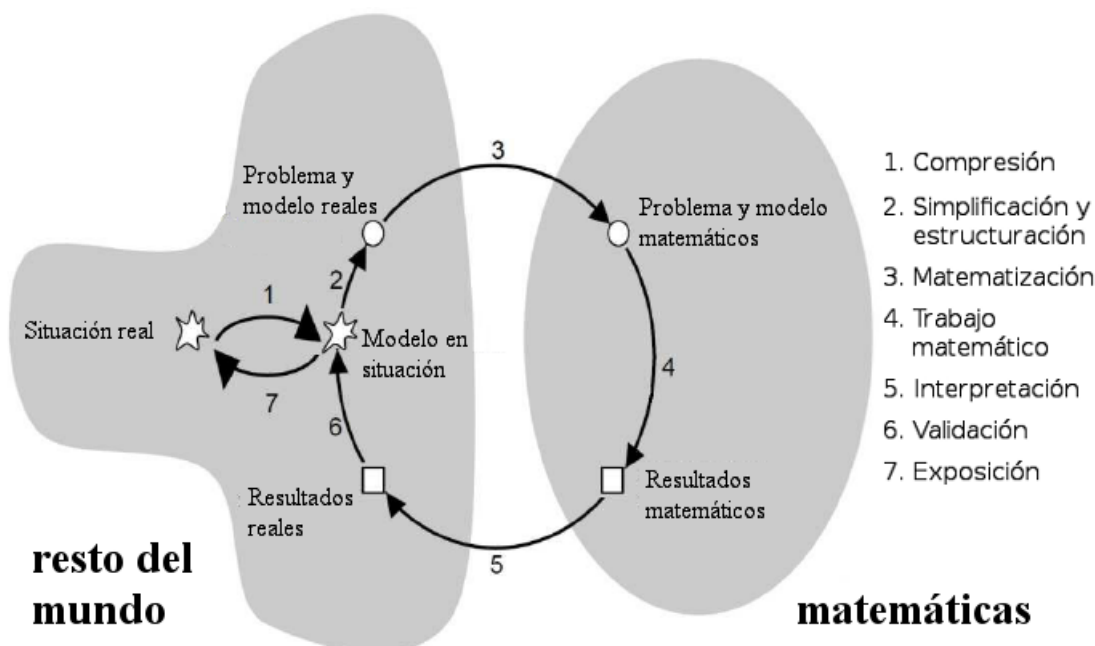 3
Problema y
modelo reales
Problema y modelo
matemáticos
1
2
Situación real
Modelo en
situación
4
7
6
Resultados
reales
Resultados
matemáticos
5
resto del
mundo
matemáticas
1. Compresión
2. Simplificación y
estructuración
3. Matematización
4. Trabajo
matemático
5. Interpretación
6. Validación
7. Exposición